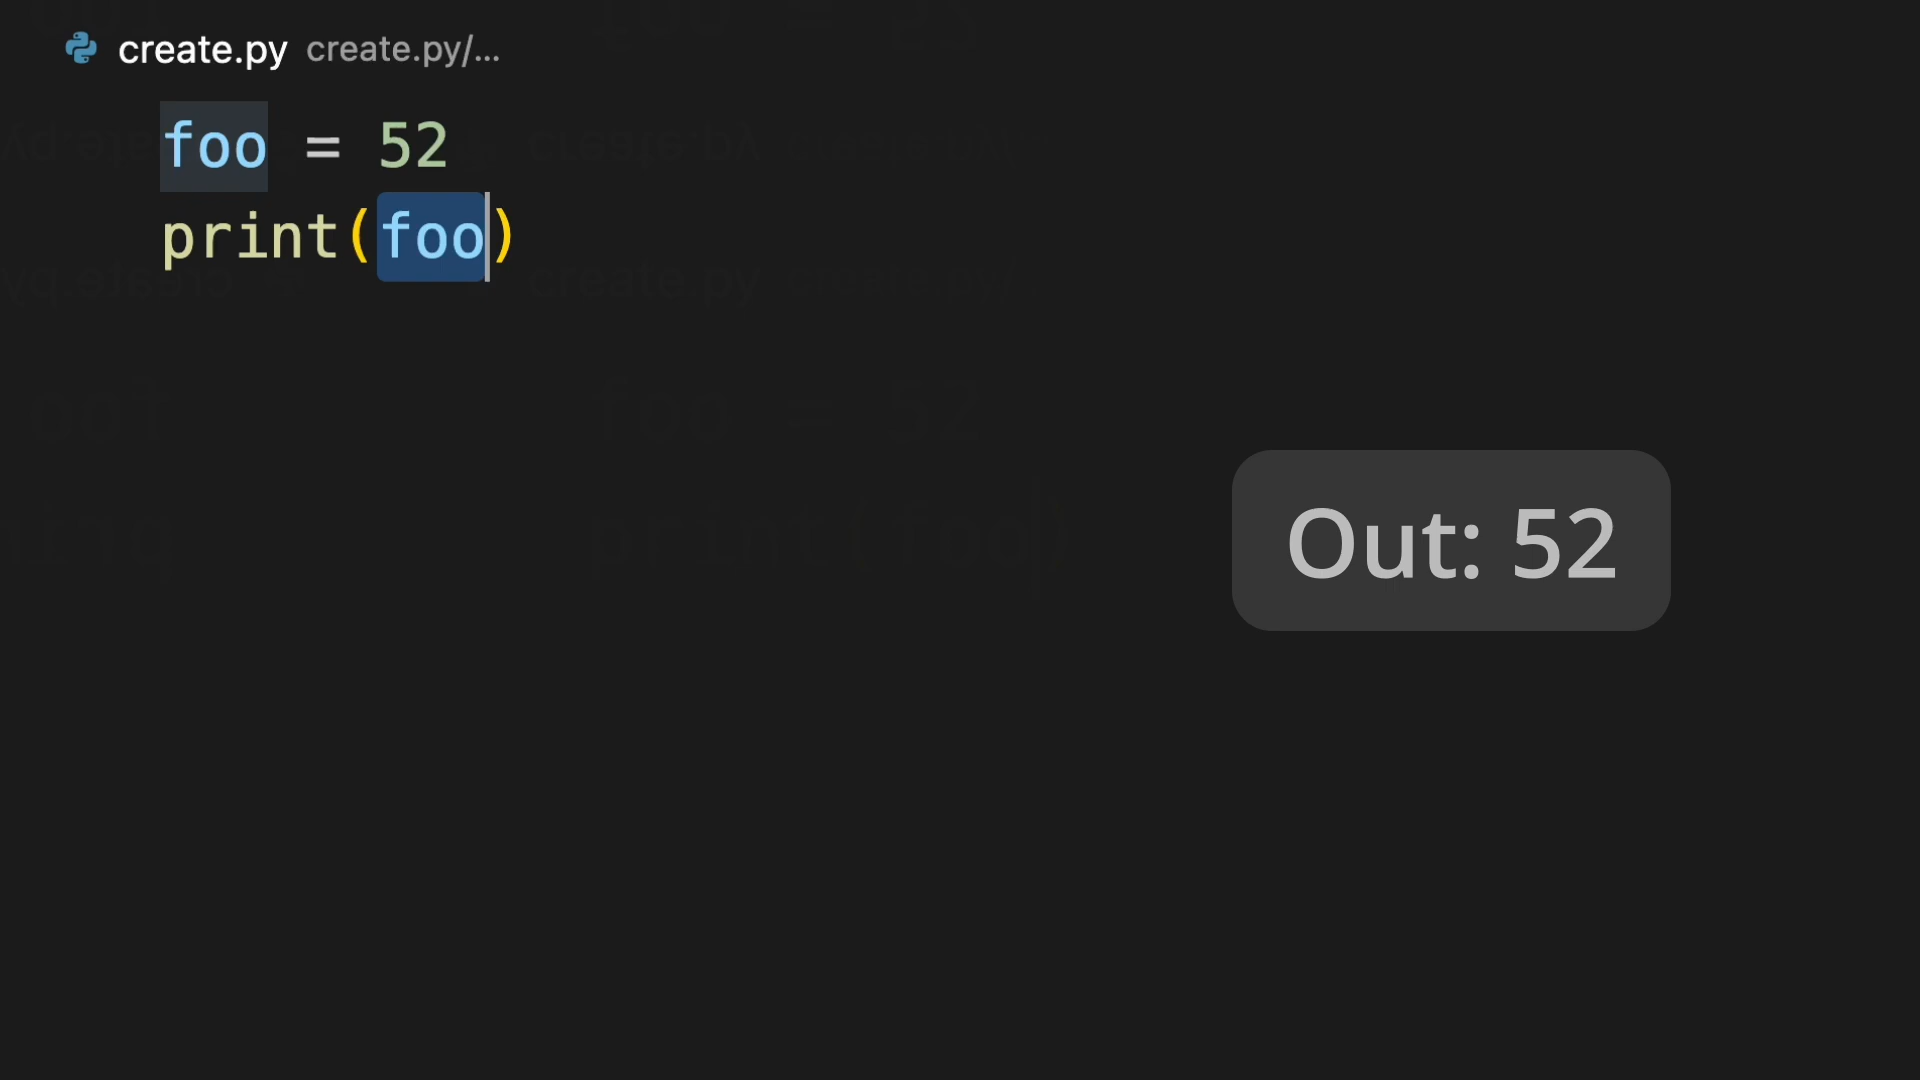 create.py create.py/...
foo = 52
print(foo)
Out: 52